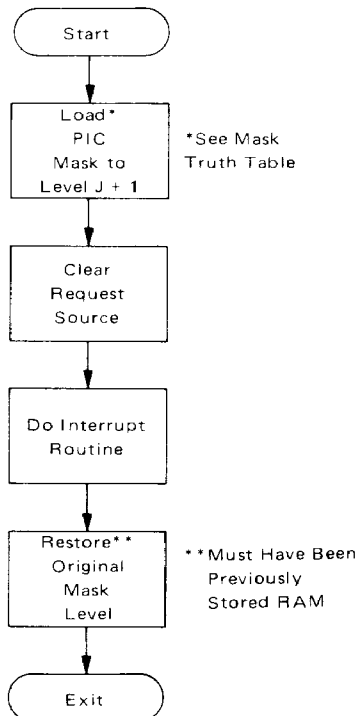 Start
Load*
PIC
Mask to
Level J + 1
*See Mask
Truth Table
Clear
Request
Source
Do Interrupt
Routine
Restore**
Original
Mask
Level
**Must Have Been
Previously
Stored RAM
Exit